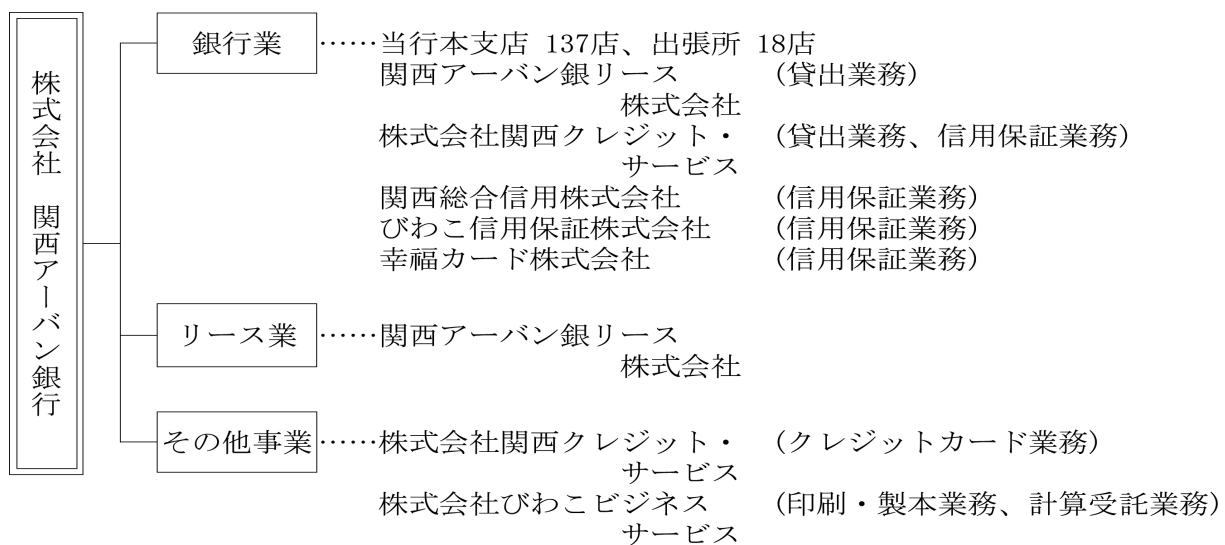 株式会社　関西アーバン銀行
銀行業……当行本支店 137店、出張所 18店
関西アーバン銀リース　　　（貸出業務）
株式会社
株式会社関西クレジット・　（貸出業務、信用保証業務）
サービス
関西総合信用株式会社　　　（信用保証業務）
びわこ信用保証株式会社　　（信用保証業務）
幸福カード株式会社　　　　（信用保証業務）
リース業……関西アーバン銀リース
株式会社
その他事業……株式会社関西クレジット・　（クレジットカード業務）
サービス
株式会社びわこビジネス　　（印刷・製本業務、計算受託業務）
サービス